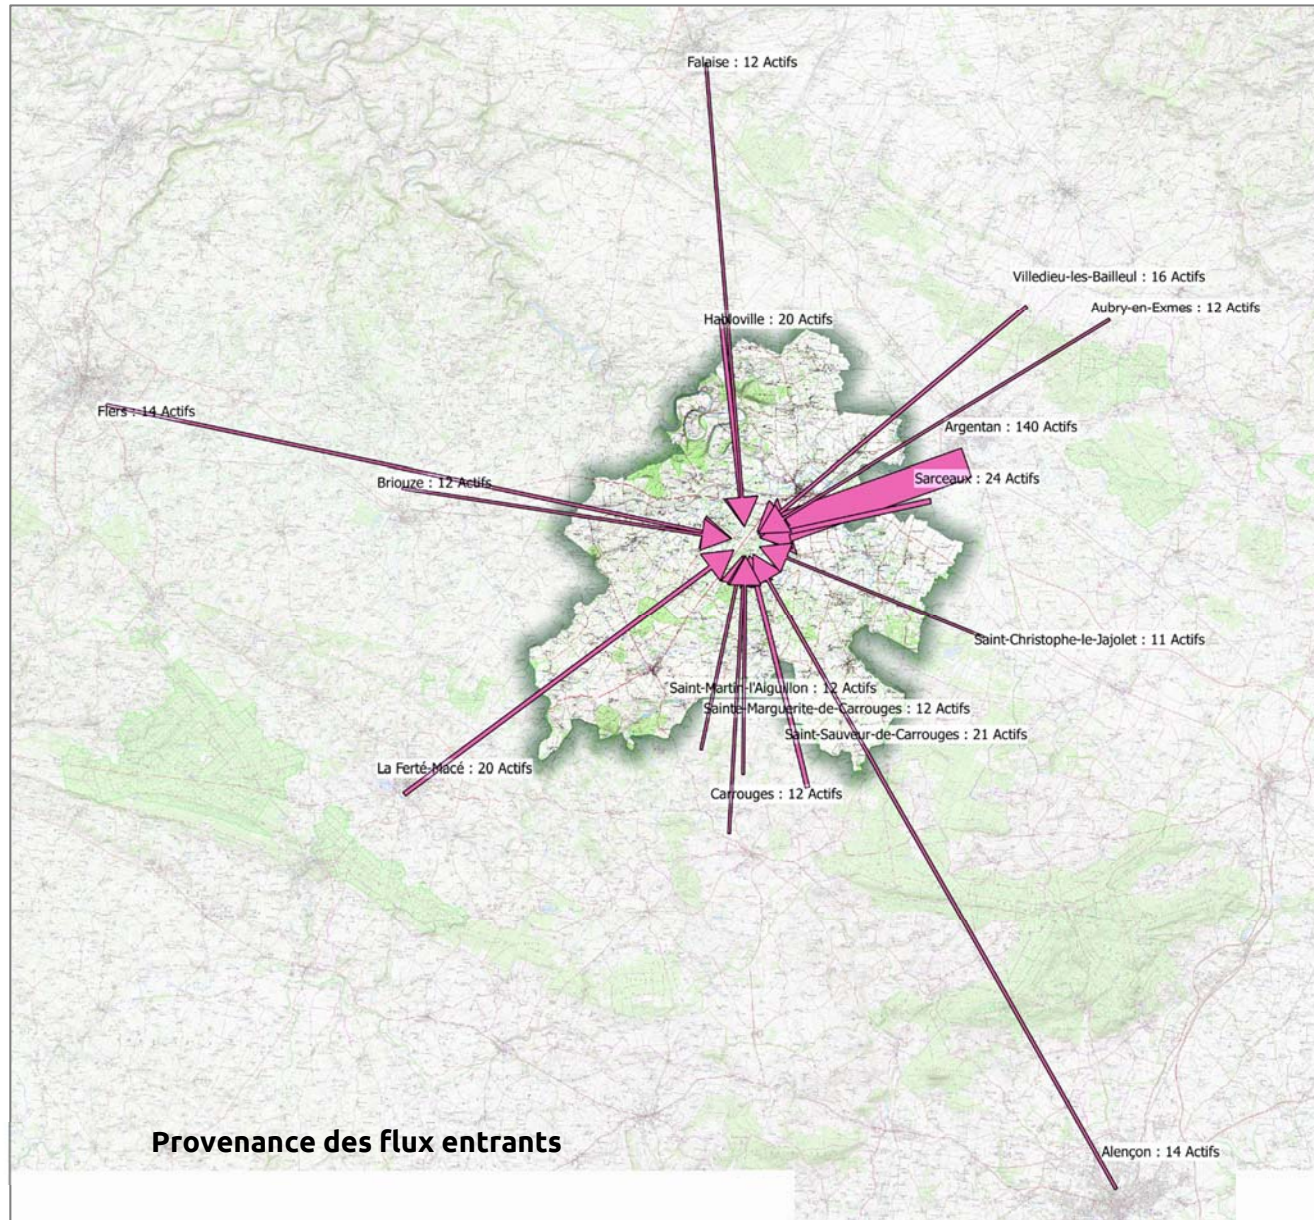 Falaise : 12 Actifs
Villedieu-les-Bailleul : 16 Actifs
Aubry-en-Exmes : 12 Actifs
Habloville : 20 Actifs
Flers : 14 Actifs
Argentan : 140 Actifs
Briouze : 12 Actifs
Sarceaux : 24 Actifs
Saint-Christophe-le-Jajolet : 11 Actifs
Saint-Martin-l'Aiguillon : 12 Actifs
Sainte-Marguerite-de-Carrouges : 12 Actifs
Saint-Sauveur-de-Carrouges : 21 Actifs
La Ferté-Macé : 20 Actifs
Carrouges : 12 Actifs
Provenance des flux entrants
Alençon : 14 Actifs